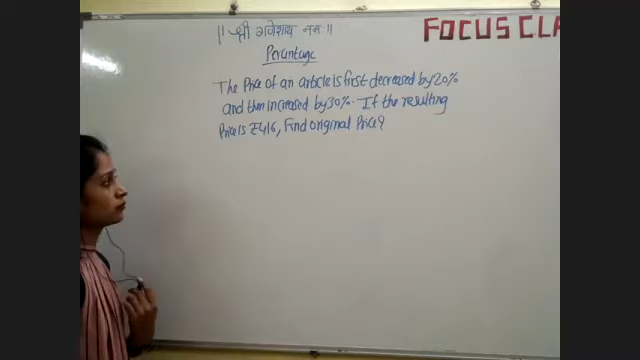 || श्री गणेशाय नमः ||
FOCUS CLA
Percentage
The Price of an article is first decreased by 20%
and then increased by 30%. If the resulting
Price is ₹416, Find original Price?